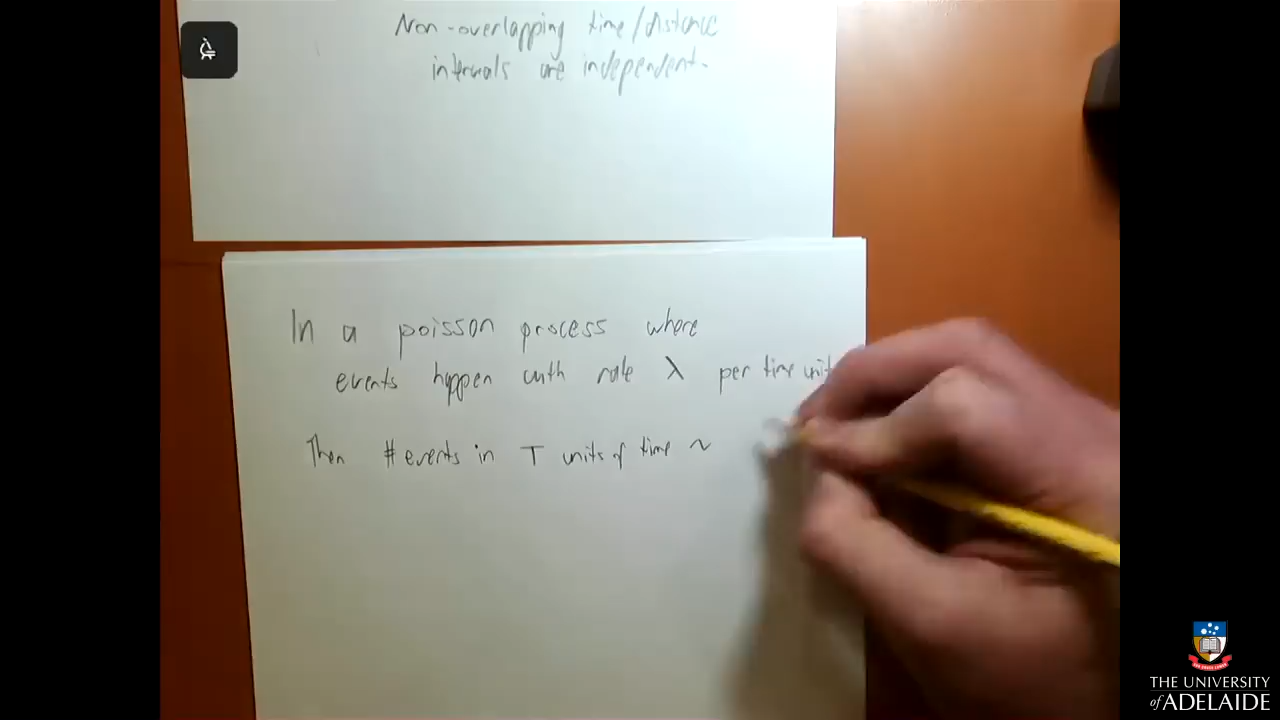 Non-overlapping time/distance
intervals are independent.
In a poisson process where
events happen with rate λ per time unit
Then # events in T units of time ~
THE UNIVERSITY
of ADELAIDE